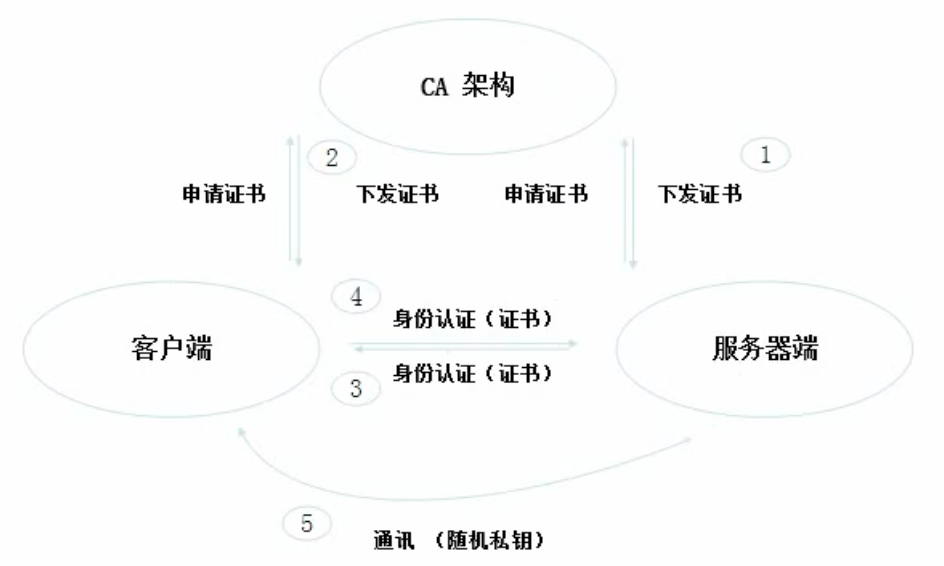 CA 架构
2
1
申请证书
下发证书
申请证书
下发证书
4
身份认证（证书）
客户端
服务器端
身份认证（证书）
3
5
通讯 （随机私钥）